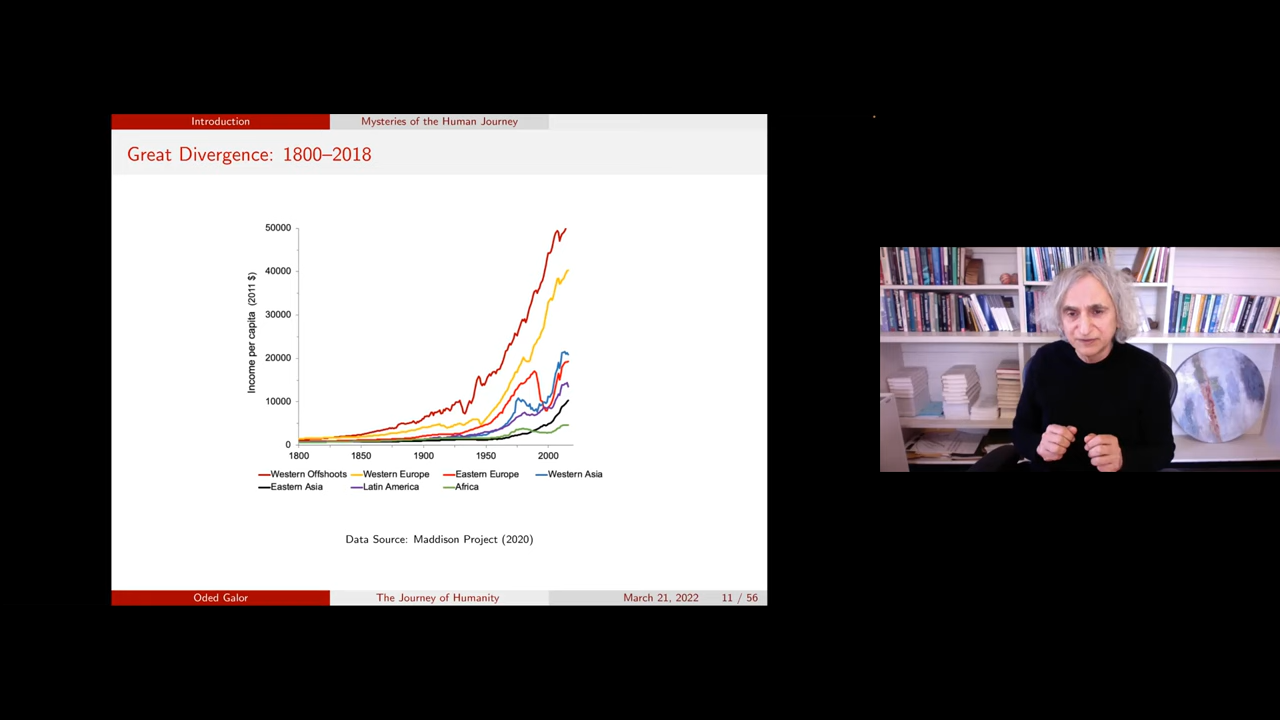 Introduction
Mysteries of the Human Journey
Great Divergence: 1800–2018
50000
40000
30000
20000
10000
0
Income per capita (2011 $)
1800 1850 1900 1950 2000
Western Offshoots Western Europe Eastern Europe Western Asia
Eastern Asia Latin America Africa
Data Source: Maddison Project (2020)
Oded Galor
The Journey of Humanity
March 21, 2022 11 / 56